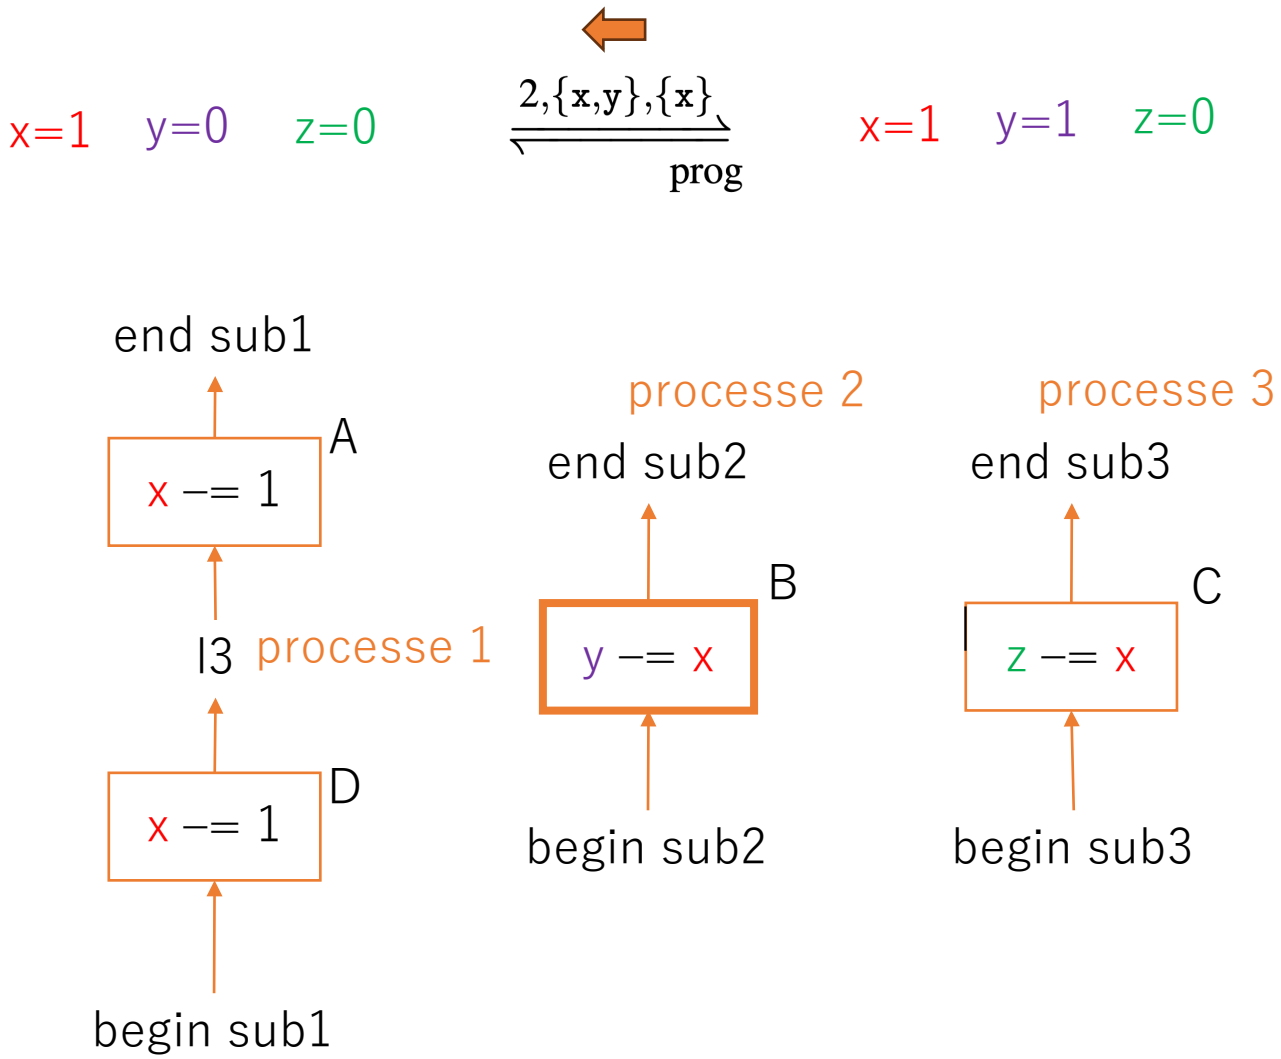 2,{x,y},{x}
x=1 y=0 z=0 x=1 y=1 z=0
prog
end sub1
processe 2
processe 3
A
end sub2
end sub3
x −= 1
B
C
l3
processe 1
y −= x
z −= x
D
x −= 1
begin sub2
begin sub3
begin sub1